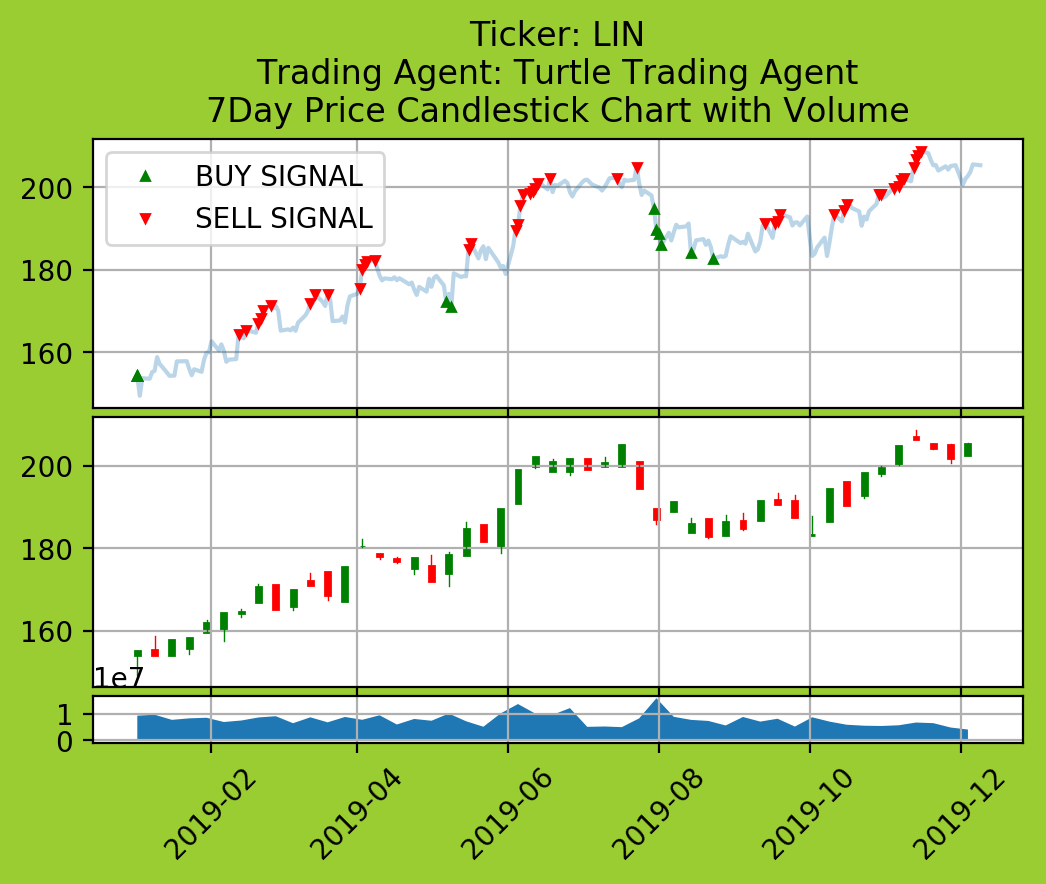 Ticker: LIN
Trading Agent: Turtle Trading Agent
7Day Price Candlestick Chart with Volume
BUY SIGNAL
SELL SIGNAL
200
180
160
200
180
160
1e7
1
0
2019-02
2019-04
2019-06
2019-08
2019-10
2019-12